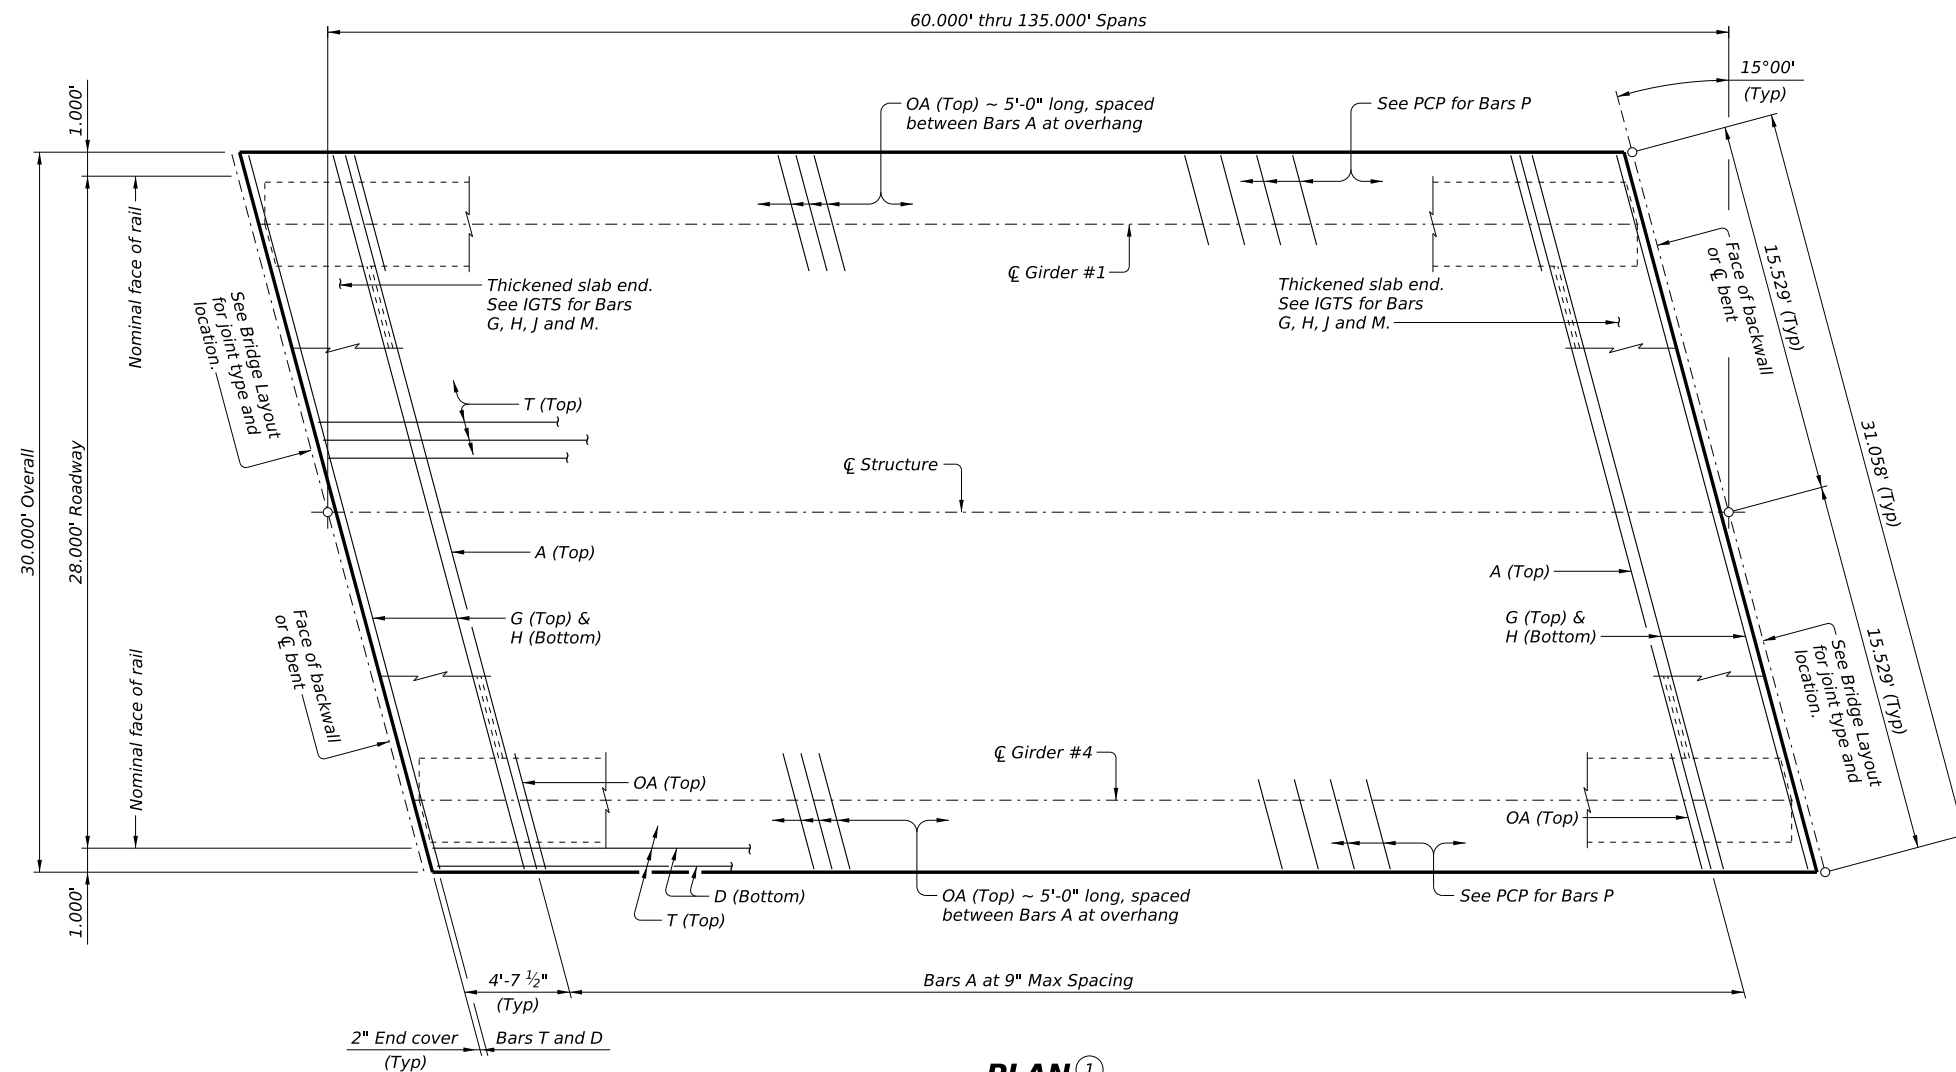 60.000' thru 135.000' Spans
15°00'
(Typ)
1.000'
OA (Top) ~ 5'-0" long, spaced
between Bars A at overhang
See PCP for Bars P
Nominal face of rail
℄ Girder #1
Thickened slab end.
See IGTS for Bars
G, H, J and M.
Thickened slab end.
See IGTS for Bars
G, H, J and M.
Face of backwall
or ℄ bent
15.529' (Typ)
See Bridge Layout
for joint type and
location.
T (Top)
31.058' (Typ)
℄ Structure
30.000' Overall
28.000' Roadway
A (Top)
A (Top)
G (Top) &
H (Bottom)
G (Top) &
H (Bottom)
Face of backwall
or ℄ bent
Nominal face of rail
15.529' (Typ)
See Bridge Layout
for joint type and
location.
℄ Girder #4
OA (Top)
OA (Top)
D (Bottom)
T (Top)
OA (Top) ~ 5'-0" long, spaced
between Bars A at overhang
See PCP for Bars P
1.000'
4'-7 ½"
(Typ)
Bars A at 9" Max Spacing
2" End cover
(Typ)
Bars T and D
PLAN 1